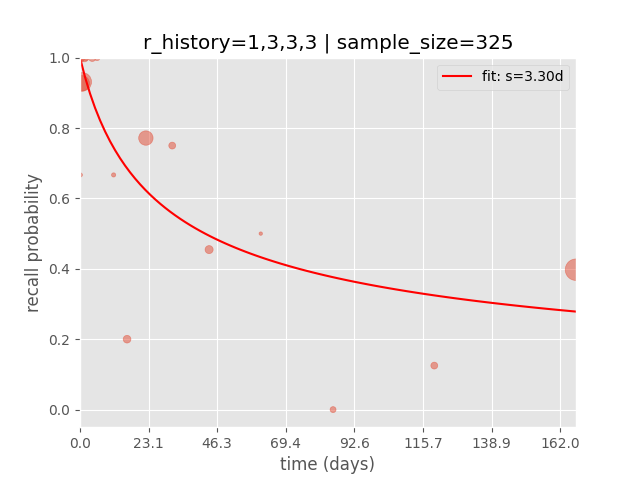 r_history=1,3,3,3 | sample_size=325
fit: s=3.30d
recall probability
1.0
0.8
0.6
0.4
0.2
0.0
0.0 23.1 46.3 69.4 92.6 115.7 138.9 162.0
time (days)